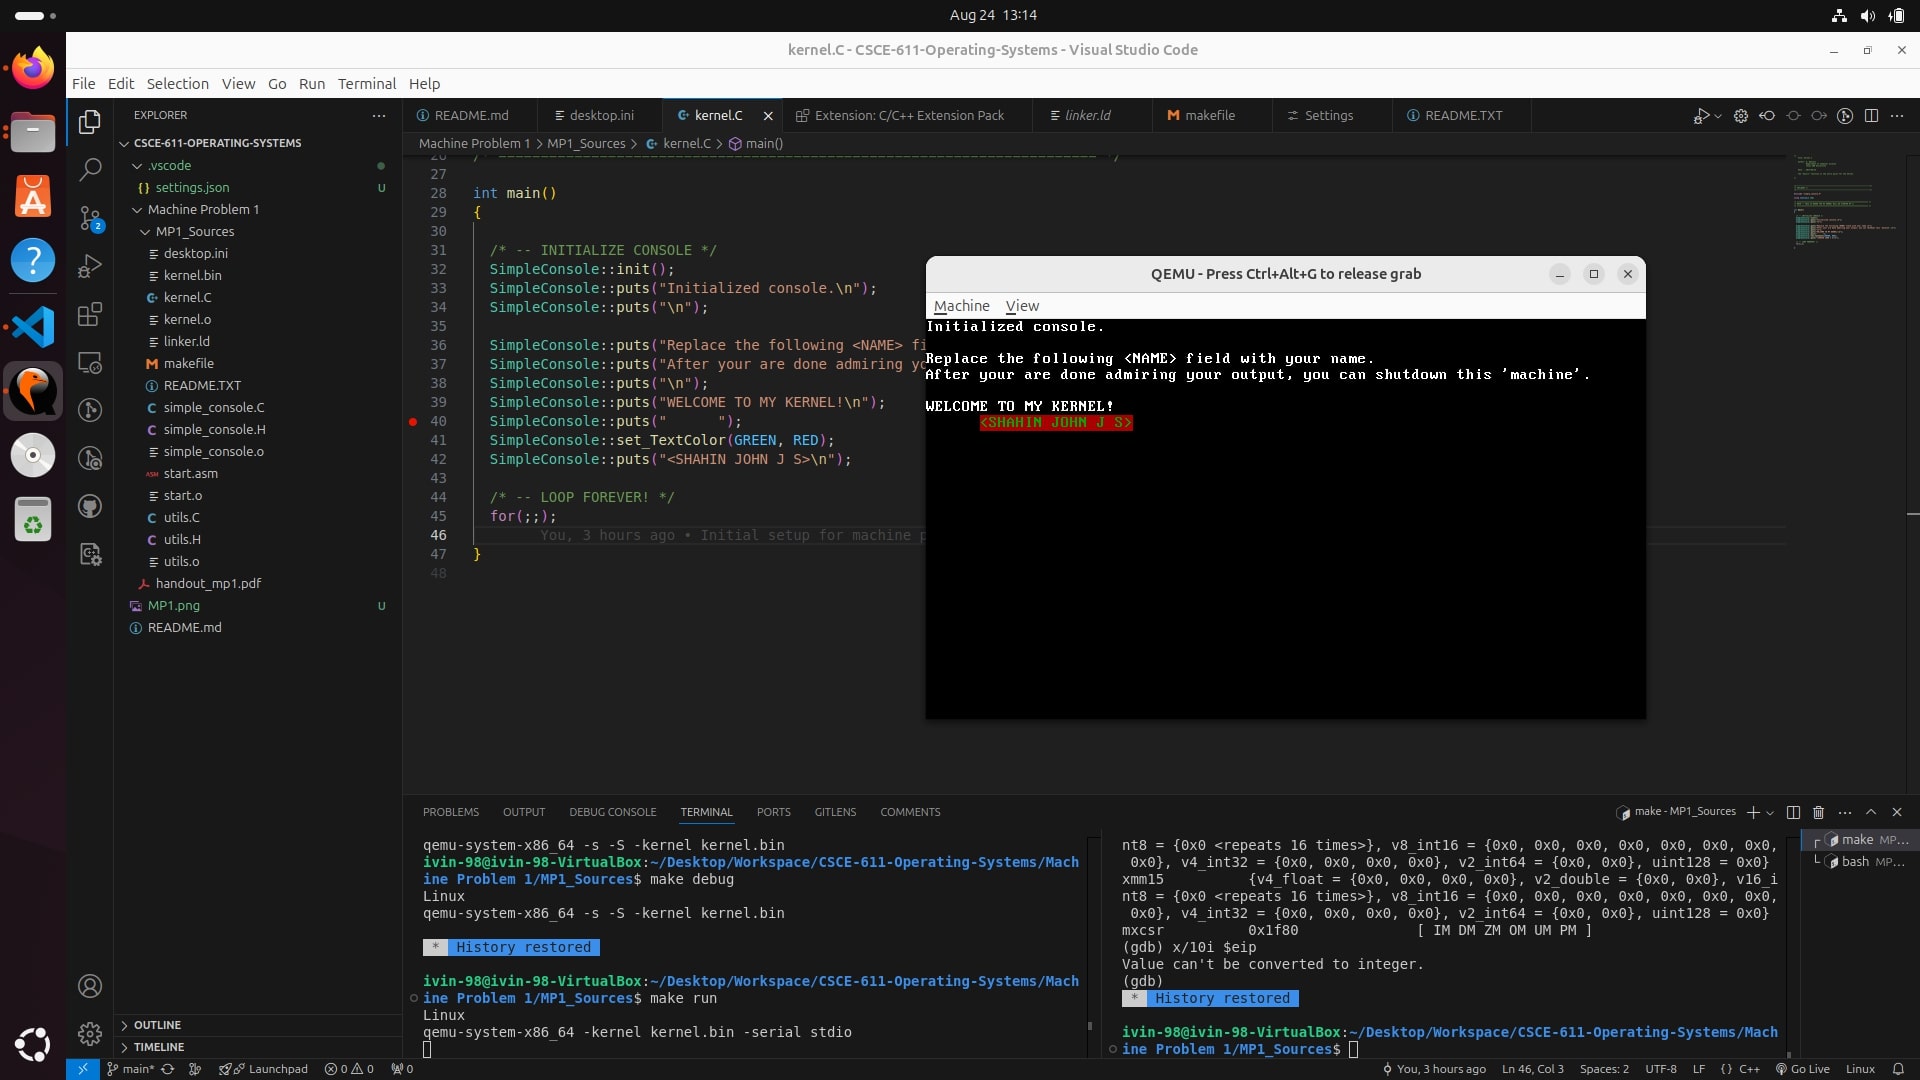 Aug 24 13:14
kernel.C - CSCE-611-Operating-Systems - Visual Studio Code
File Edit Selection View Go Run Terminal Help
EXPLORER
README.md
desktop.ini
kernel.C
Extension: C/C++ Extension Pack
linker.ld
makefile
Settings
README.TXT
Machine Problem 1 > MP1_Sources > kernel.C > main()
CSCE-611-OPERATING-SYSTEMS
.vscode
settings.json U
Machine Problem 1
MP1_Sources
desktop.ini
kernel.bin
kernel.C
kernel.o
linker.ld
makefile
README.TXT
simple_console.C
simple_console.H
simple_console.o
start.asm
start.o
utils.C
utils.H
utils.o
handout_mp1.pdf
MP1.png U
README.md
OUTLINE
TIMELINE
2
27
28 int main()
29 {
30
31 /* -- INITIALIZE CONSOLE */
32 SimpleConsole::init();
33 SimpleConsole::puts("Initialized console.\n");
34 SimpleConsole::puts("\n");
35
36 SimpleConsole::puts("Replace the following <NAME> fi
37 SimpleConsole::puts("After your are done admiring yo
38 SimpleConsole::puts("\n");
39 SimpleConsole::puts("WELCOME TO MY KERNEL!\n");
40 SimpleConsole::puts("      ");
41 SimpleConsole::set_TextColor(GREEN, RED);
42 SimpleConsole::puts("<SHAHIN JOHN J S>\n");
43
44 /* -- LOOP FOREVER! */
45 for(;;);
46 You, 3 hours ago • Initial setup for machine p
47 }
48
QEMU - Press Ctrl+Alt+G to release grab
Machine View
Initialized console.
Replace the following <NAME> field with your name.
After your are done admiring your output, you can shutdown this 'machine'.
WELCOME TO MY KERNEL!
<SHAHIN JOHN J S>
PROBLEMS OUTPUT DEBUG CONSOLE TERMINAL PORTS GITLENS COMMENTS
make - MP1_Sources
qemu-system-x86_64 -s -S -kernel kernel.bin
ivin-98@ivin-98-VirtualBox:~/Desktop/Workspace/CSCE-611-Operating-Systems/Mach
ine Problem 1/MP1_Sources$ make debug
Linux
qemu-system-x86_64 -s -S -kernel kernel.bin
* History restored
ivin-98@ivin-98-VirtualBox:~/Desktop/Workspace/CSCE-611-Operating-Systems/Mach
ine Problem 1/MP1_Sources$ make run
Linux
qemu-system-x86_64 -kernel kernel.bin -serial stdio
nt8 = {0x0 <repeats 16 times>}, v8_int16 = {0x0, 0x0, 0x0, 0x0, 0x0, 0x0, 0x0,
0x0}, v4_int32 = {0x0, 0x0, 0x0, 0x0}, v2_int64 = {0x0, 0x0}, uint128 = 0x0}
xmm15 {v4_float = {0x0, 0x0, 0x0, 0x0}, v2_double = {0x0, 0x0}, v16_i
nt8 = {0x0 <repeats 16 times>}, v8_int16 = {0x0, 0x0, 0x0, 0x0, 0x0, 0x0, 0x0,
0x0}, v4_int32 = {0x0, 0x0, 0x0, 0x0}, v2_int64 = {0x0, 0x0}, uint128 = 0x0}
mxcsr 0x1f80 [ IM DM ZM OM UM PM ]
(gdb) x/10i $eip
Value can't be converted to integer.
(gdb)
* History restored
ivin-98@ivin-98-VirtualBox:~/Desktop/Workspace/CSCE-611-Operating-Systems/Mach
ine Problem 1/MP1_Sources$
make MP...
bash MP...
main* Launchpad 0 0 0
You, 3 hours ago Ln 46, Col 3 Spaces: 2 UTF-8 LF {} C++ Go Live Linux